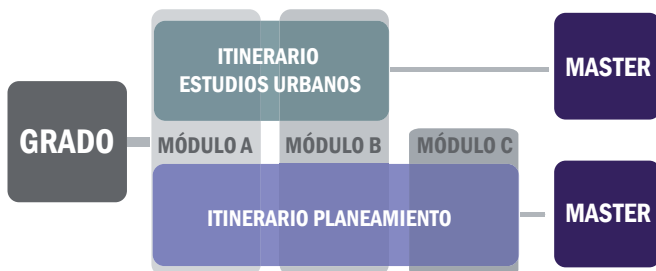 ITINERARIO
ESTUDIOS URBANOS
MASTER
GRADO
MÓDULO A
MÓDULO B
MÓDULO C
ITINERARIO PLANEAMIENTO
MASTER